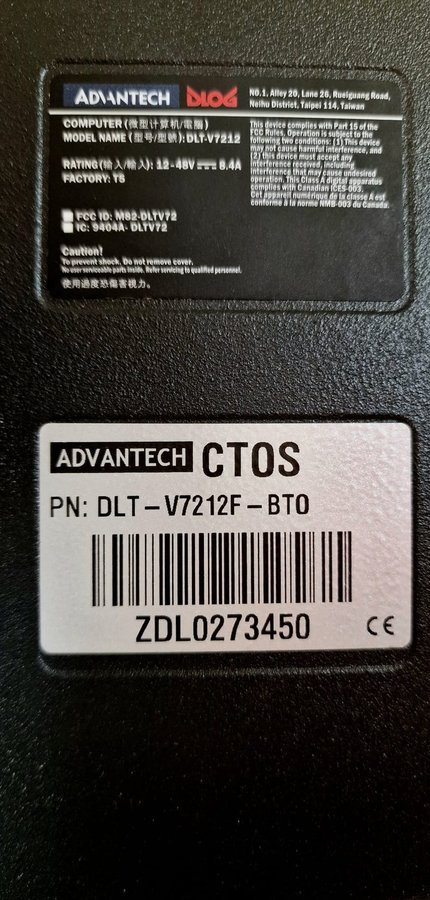 ADVANTECH DLOG
NO.1, Alley 20, Lane 26, Rueiguang Road,
Neihu District, Taipei 114, Taiwan
COMPUTER (微型计算机/電腦)
MODEL NAME (型号/型號): DLT-V7212
RATING(输入/輸入): 12-48V⎓ 8.4A
FACTORY: TS
FCC ID: M82-DLTV72
IC: 9404A-DLTV72
Caution!
To prevent shock, Do not remove cover.
No user serviceable parts inside. Refer servicing to qualified personnel.
使用過度恐傷害視力。
This device complies with Part 15 of the
FCC Rules. Operation is subject to the
following two conditions: (1) This device
may not cause harmful interference, and
(2) this device must accept any
interference received, including
interference that may cause undesired
operation. This Class A digital apparatus
complies with Canadian ICES-003.
Cet appareil numérique de la classe A est
conforme à la norme NMB-003 du Canada.
ADVANTECH CTOS
PN: DLT-V7212F-BTO
ZDL0273450 CE